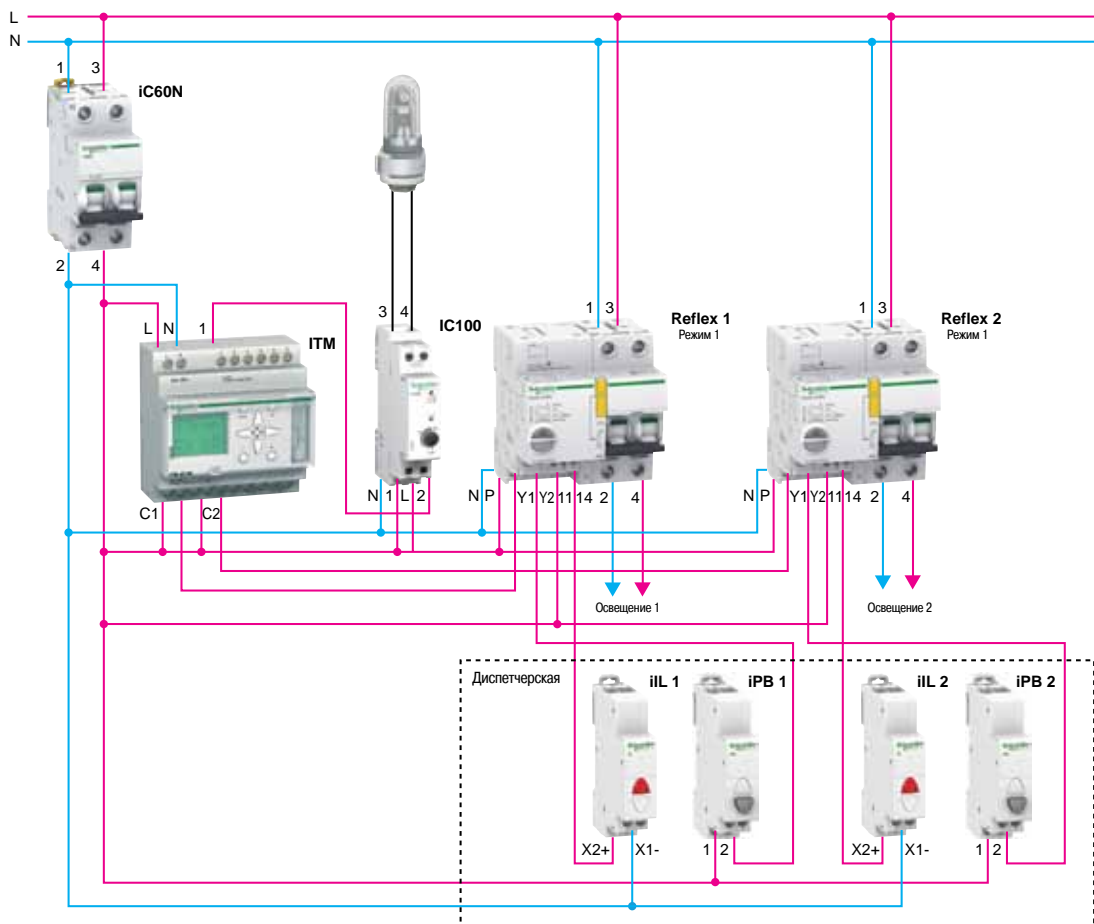 L
N
1 3
iC60N
2 4
3 4
IC100
1 3
Reflex 1
Режим 1
1 3
Reflex 2
Режим 1
L N 1
ITM
C1 C2
N 1 L 2
N P Y1 Y2 11 14 2 4
N P Y1 Y2 11 14 2 4
Освещение 1
Освещение 2
Диспетчерская
iIL 1
iPB 1
iIL 2
iPB 2
X2+ X1-
1 2
X2+ X1-
1 2